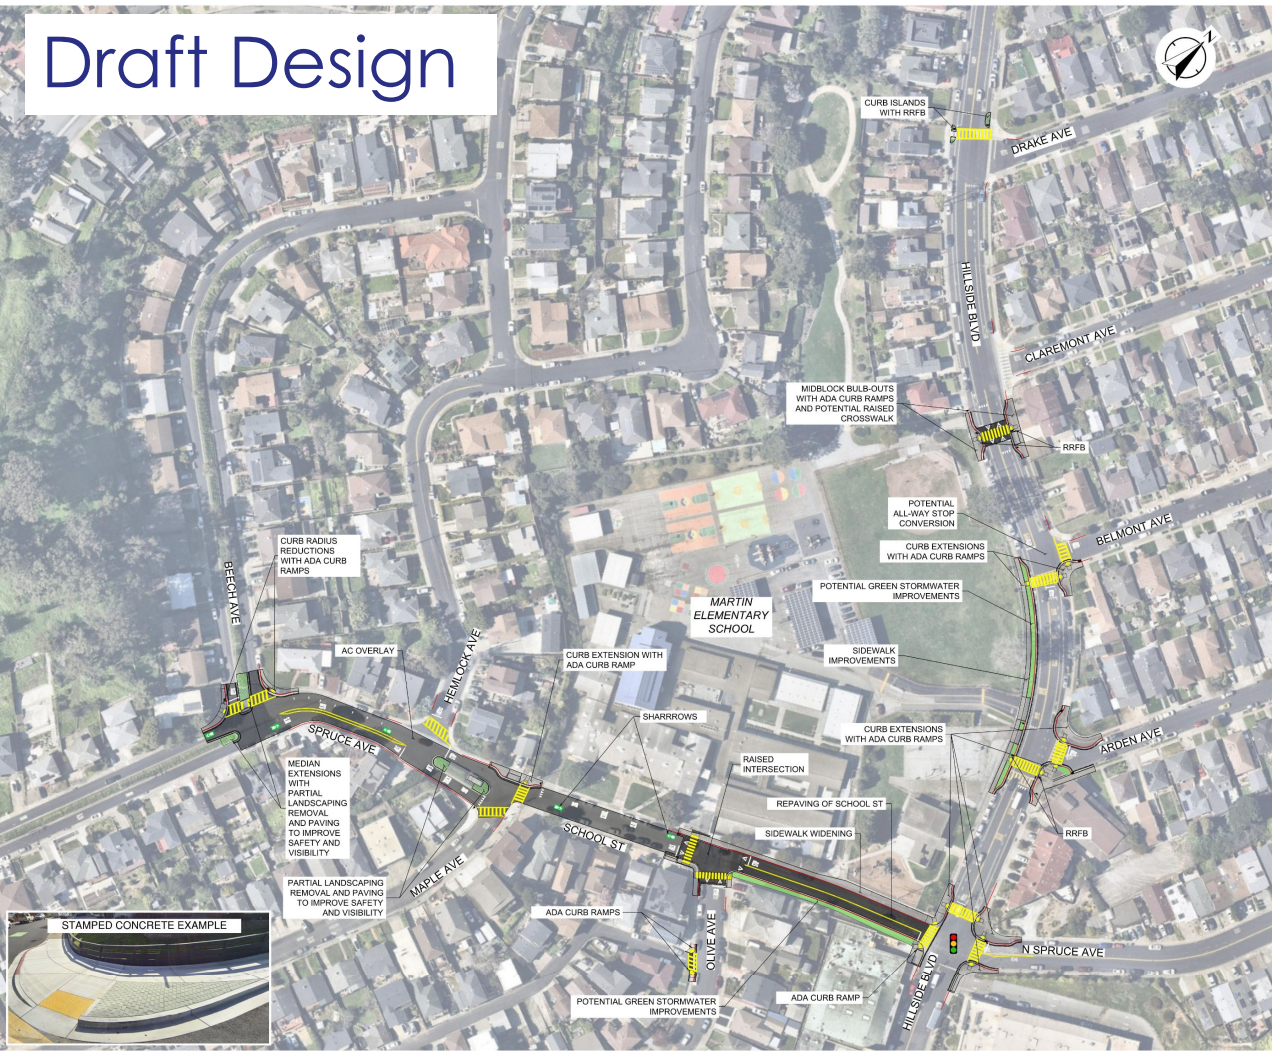 Draft Design
N
CURB ISLANDS
WITH RRFB
DRAKE AVE
HILLSIDE BLVD
CLAREMONT AVE
MIDBLOCK BULB-OUTS
WITH ADA CURB RAMPS
AND POTENTIAL RAISED
CROSSWALK
RRFB
POTENTIAL
ALL-WAY STOP
CONVERSION
BELMONT AVE
CURB EXTENSIONS
WITH ADA CURB RAMPS
POTENTIAL GREEN STORMWATER
IMPROVEMENTS
CURB RADIUS
REDUCTIONS
WITH ADA CURB
RAMPS
BEECH AVE
MARTIN
ELEMENTARY
SCHOOL
SIDEWALK
IMPROVEMENTS
AC OVERLAY
HEMLOCK AVE
CURB EXTENSION WITH
ADA CURB RAMP
SHARRROWS
CURB EXTENSIONS
WITH ADA CURB RAMPS
ARDEN AVE
SPRUCE AVE
MEDIAN
EXTENSIONS
WITH
PARTIAL
LANDSCAPING
REMOVAL
AND PAVING
TO IMPROVE
SAFETY AND
VISIBILITY
RAISED
INTERSECTION
REPAVING OF SCHOOL ST
SIDEWALK WIDENING
RRFB
SCHOOL ST
MAPLE AVE
PARTIAL LANDSCAPING
REMOVAL AND PAVING
TO IMPROVE SAFETY
AND VISIBILITY
ADA CURB RAMPS
OLIVE AVE
N SPRUCE AVE
HILLSIDE BLVD
ADA CURB RAMP
POTENTIAL GREEN STORMWATER
IMPROVEMENTS
STAMPED CONCRETE EXAMPLE